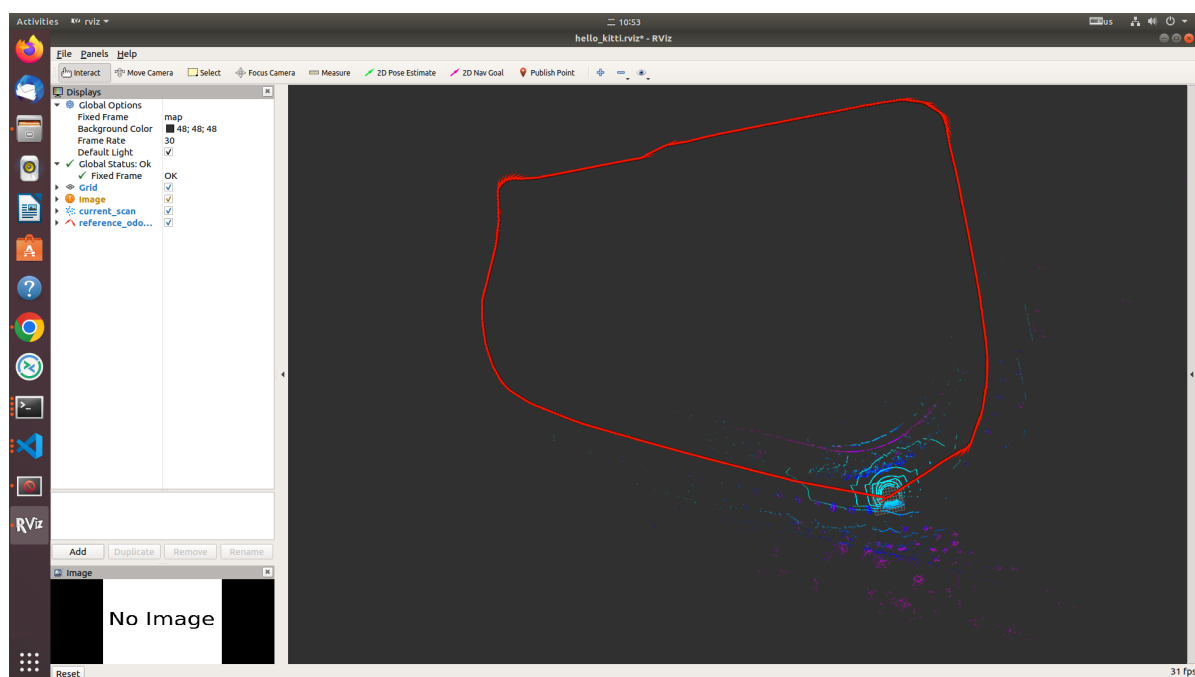 Activities RViz rviz 二 10:53 us
hello_kitti.rviz* - RViz
File Panels Help
Interact Move Camera Select Focus Camera Measure 2D Pose Estimate 2D Nav Goal Publish Point
Displays
Global Options
Fixed Frame map
Background Color 48; 48; 48
Frame Rate 30
Default Light
Global Status: Ok
Fixed Frame OK
Grid
Image
current_scan
reference_odo...
RViz
Add Duplicate Remove Rename
Image
No Image
Reset 31 fps